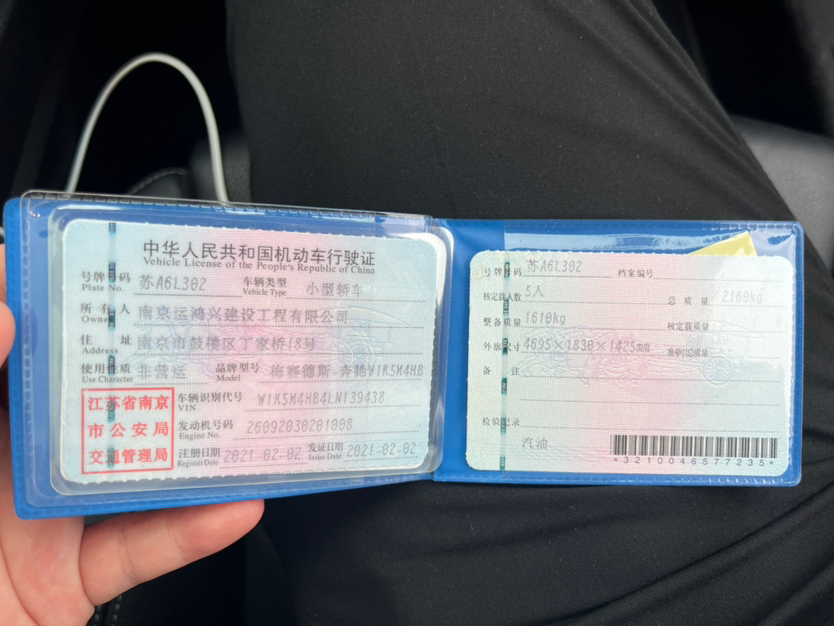 中华人民共和国机动车行驶证
Vehicle License of the People's Republic of China
号牌号码 苏A6L302 车辆类型 小型轿车
Plate No. Vehicle Type
所有人 南京运鸿兴建设工程有限公司
Owner
住址 南京市鼓楼区丁家桥18号
Address
使用性质 非营运 品牌型号 梅赛德斯-奔驰W1K5M4HB
Use Character Model
江苏省南京
市公安局
交通管理局
车辆识别代号 W1K5M4HB4LN139438
VIN
发动机号码 26092030201008
Engine No.
注册日期 2021-02-02 发证日期 2021-02-02
Register Date Issue Date
号牌号码 苏A6L302 档案编号
核定载人数 5人 总质量 2160kg
整备质量 1610kg 核定载质量
外廓尺寸 4695×1830×1425mm 准牵引总质量
备注
检验记录
汽油
*3210046577235*